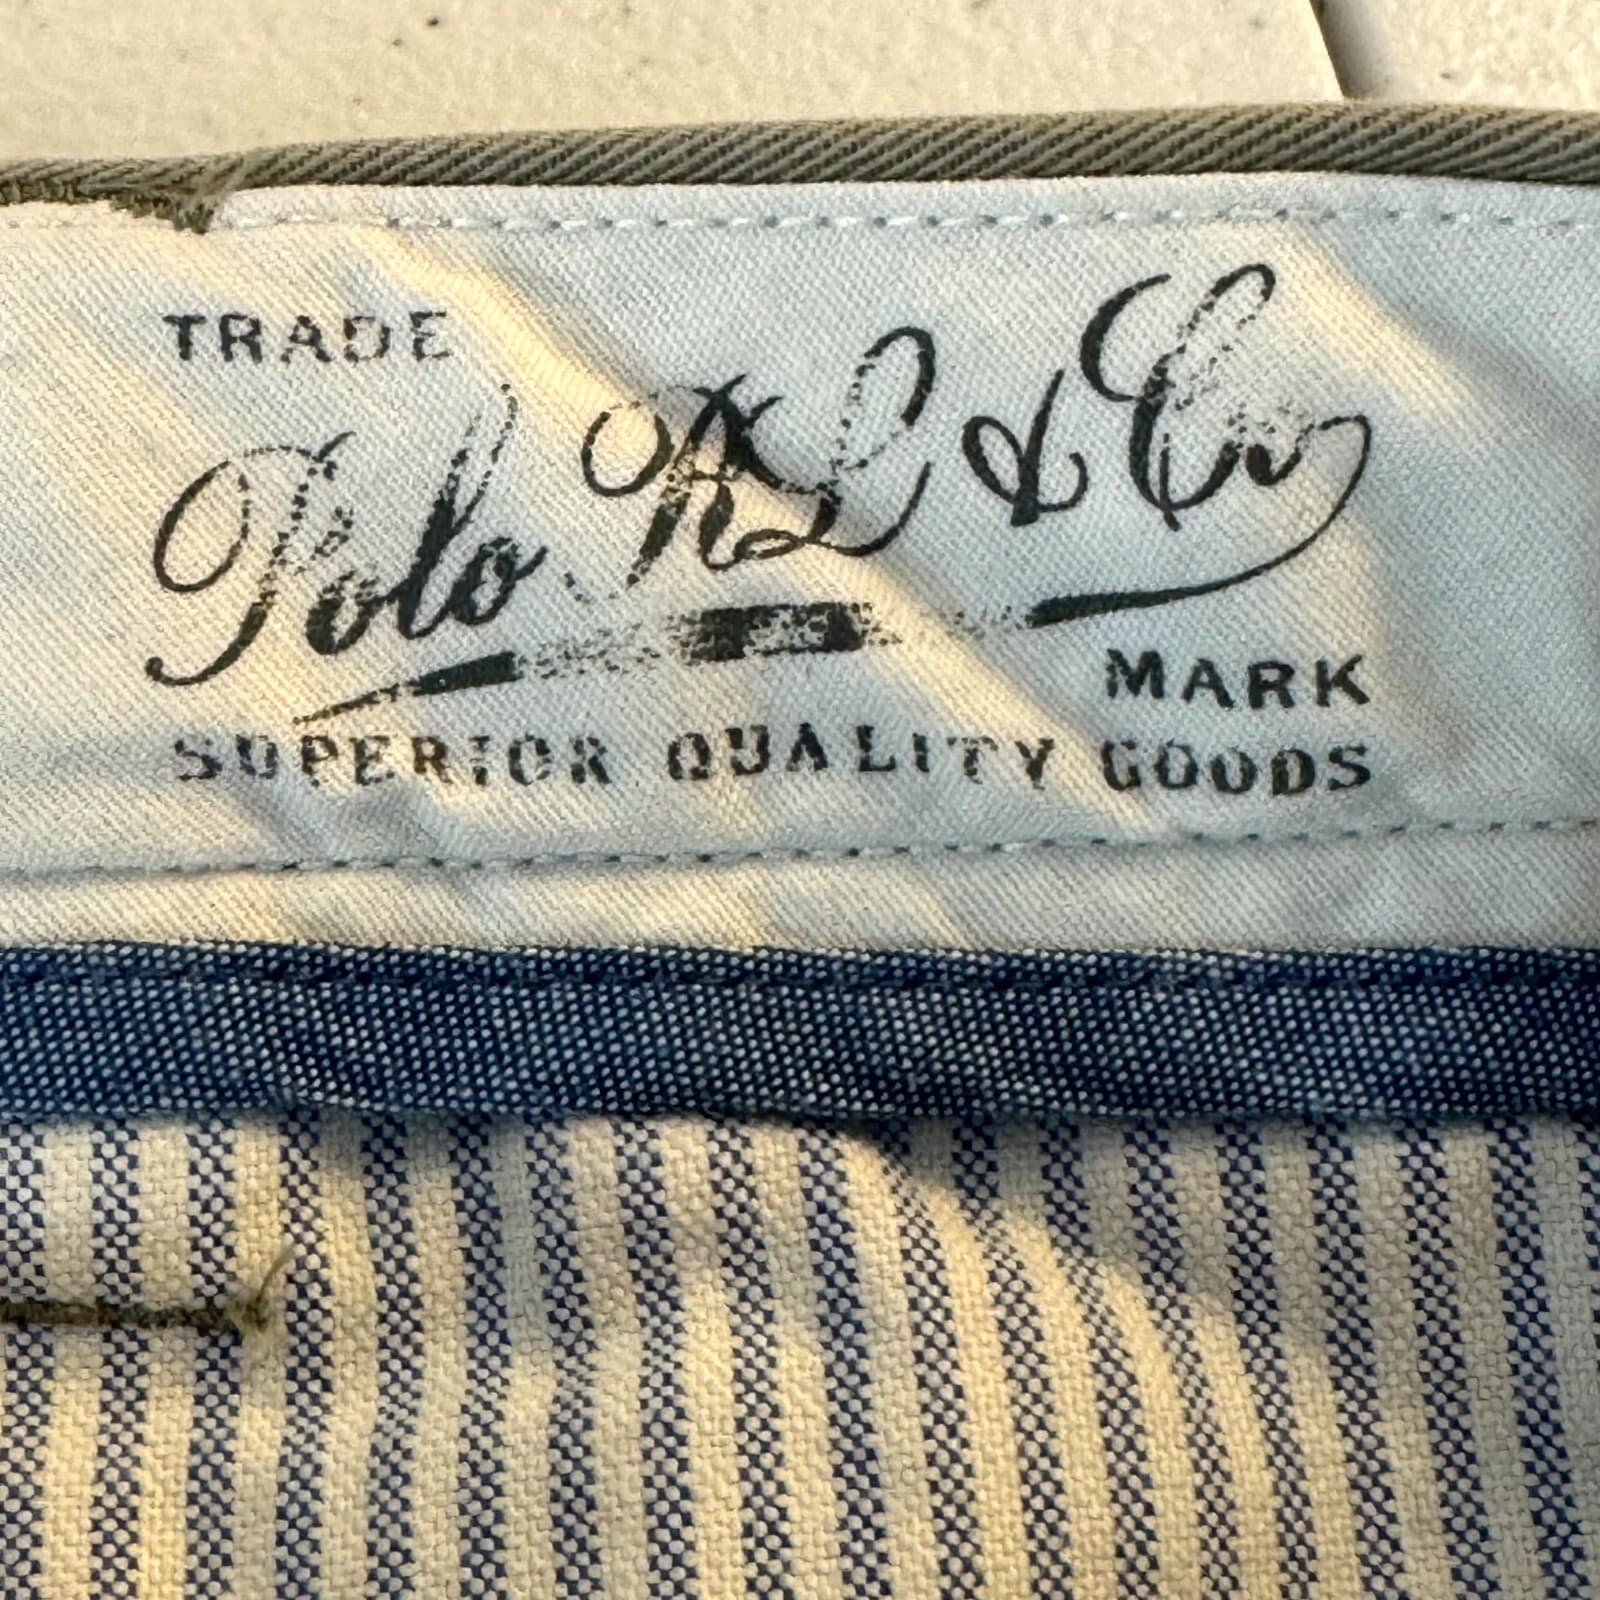 TRADE
Polo RL & Co
MARK
SUPERIOR QUALITY GOODS